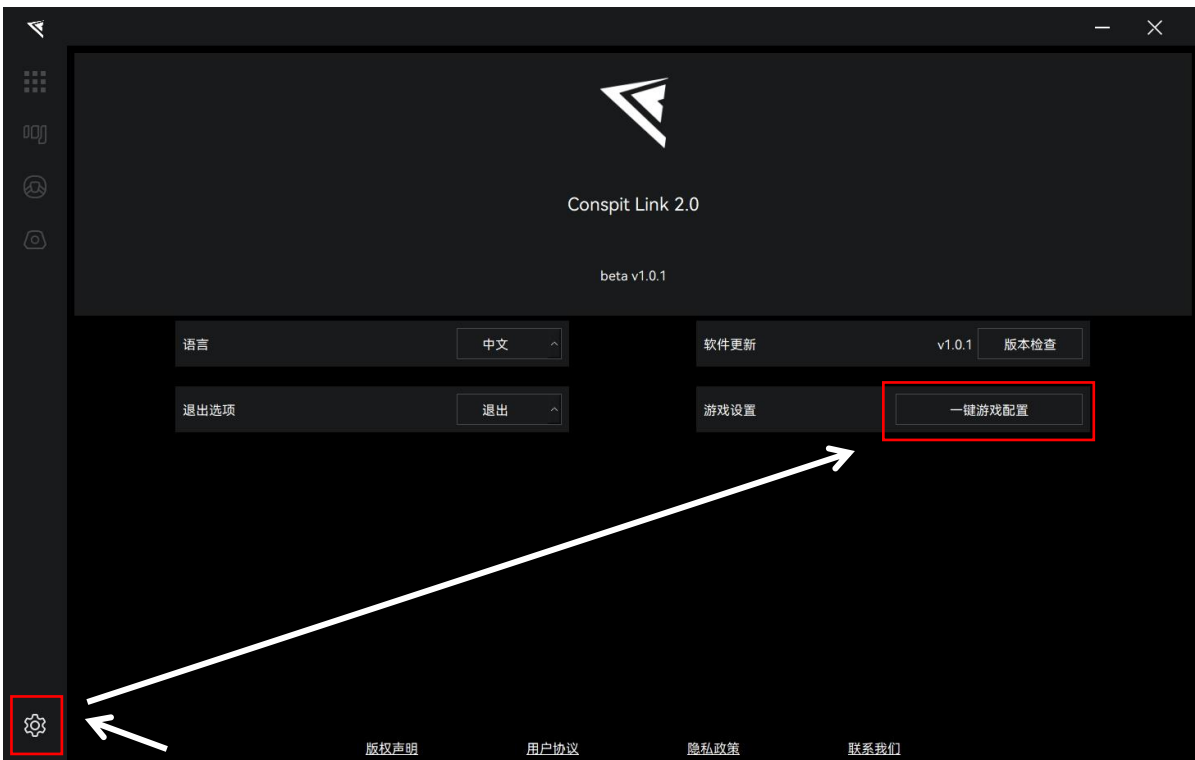 Conspit Link 2.0
beta v1.0.1
语言 中文 软件更新 v1.0.1 版本检查
退出选项 退出 游戏设置 一键游戏配置
版权声明 用户协议 隐私政策 联系我们